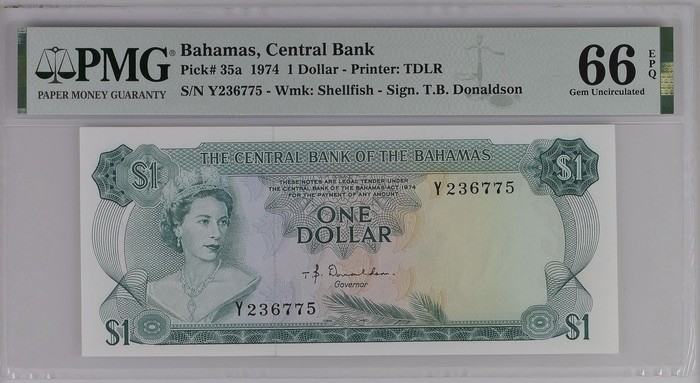 PMG®
PAPER MONEY GUARANTY
Bahamas, Central Bank
Pick# 35a 1974 1 Dollar - Printer: TDLR
S/N Y236775 - Wmk: Shellfish - Sign. T.B. Donaldson
66 EPQ
Gem Uncirculated
$1
THE CENTRAL BANK OF THE BAHAMAS
$1
THESE NOTES ARE LEGAL TENDER UNDER
THE CENTRAL BANK OF THE BAHAMAS ACT 1974
FOR THE PAYMENT OF ANY AMOUNT
Y236775
ONE
DOLLAR
T B. Donaldson.
Governor
Y236775
$1
$1